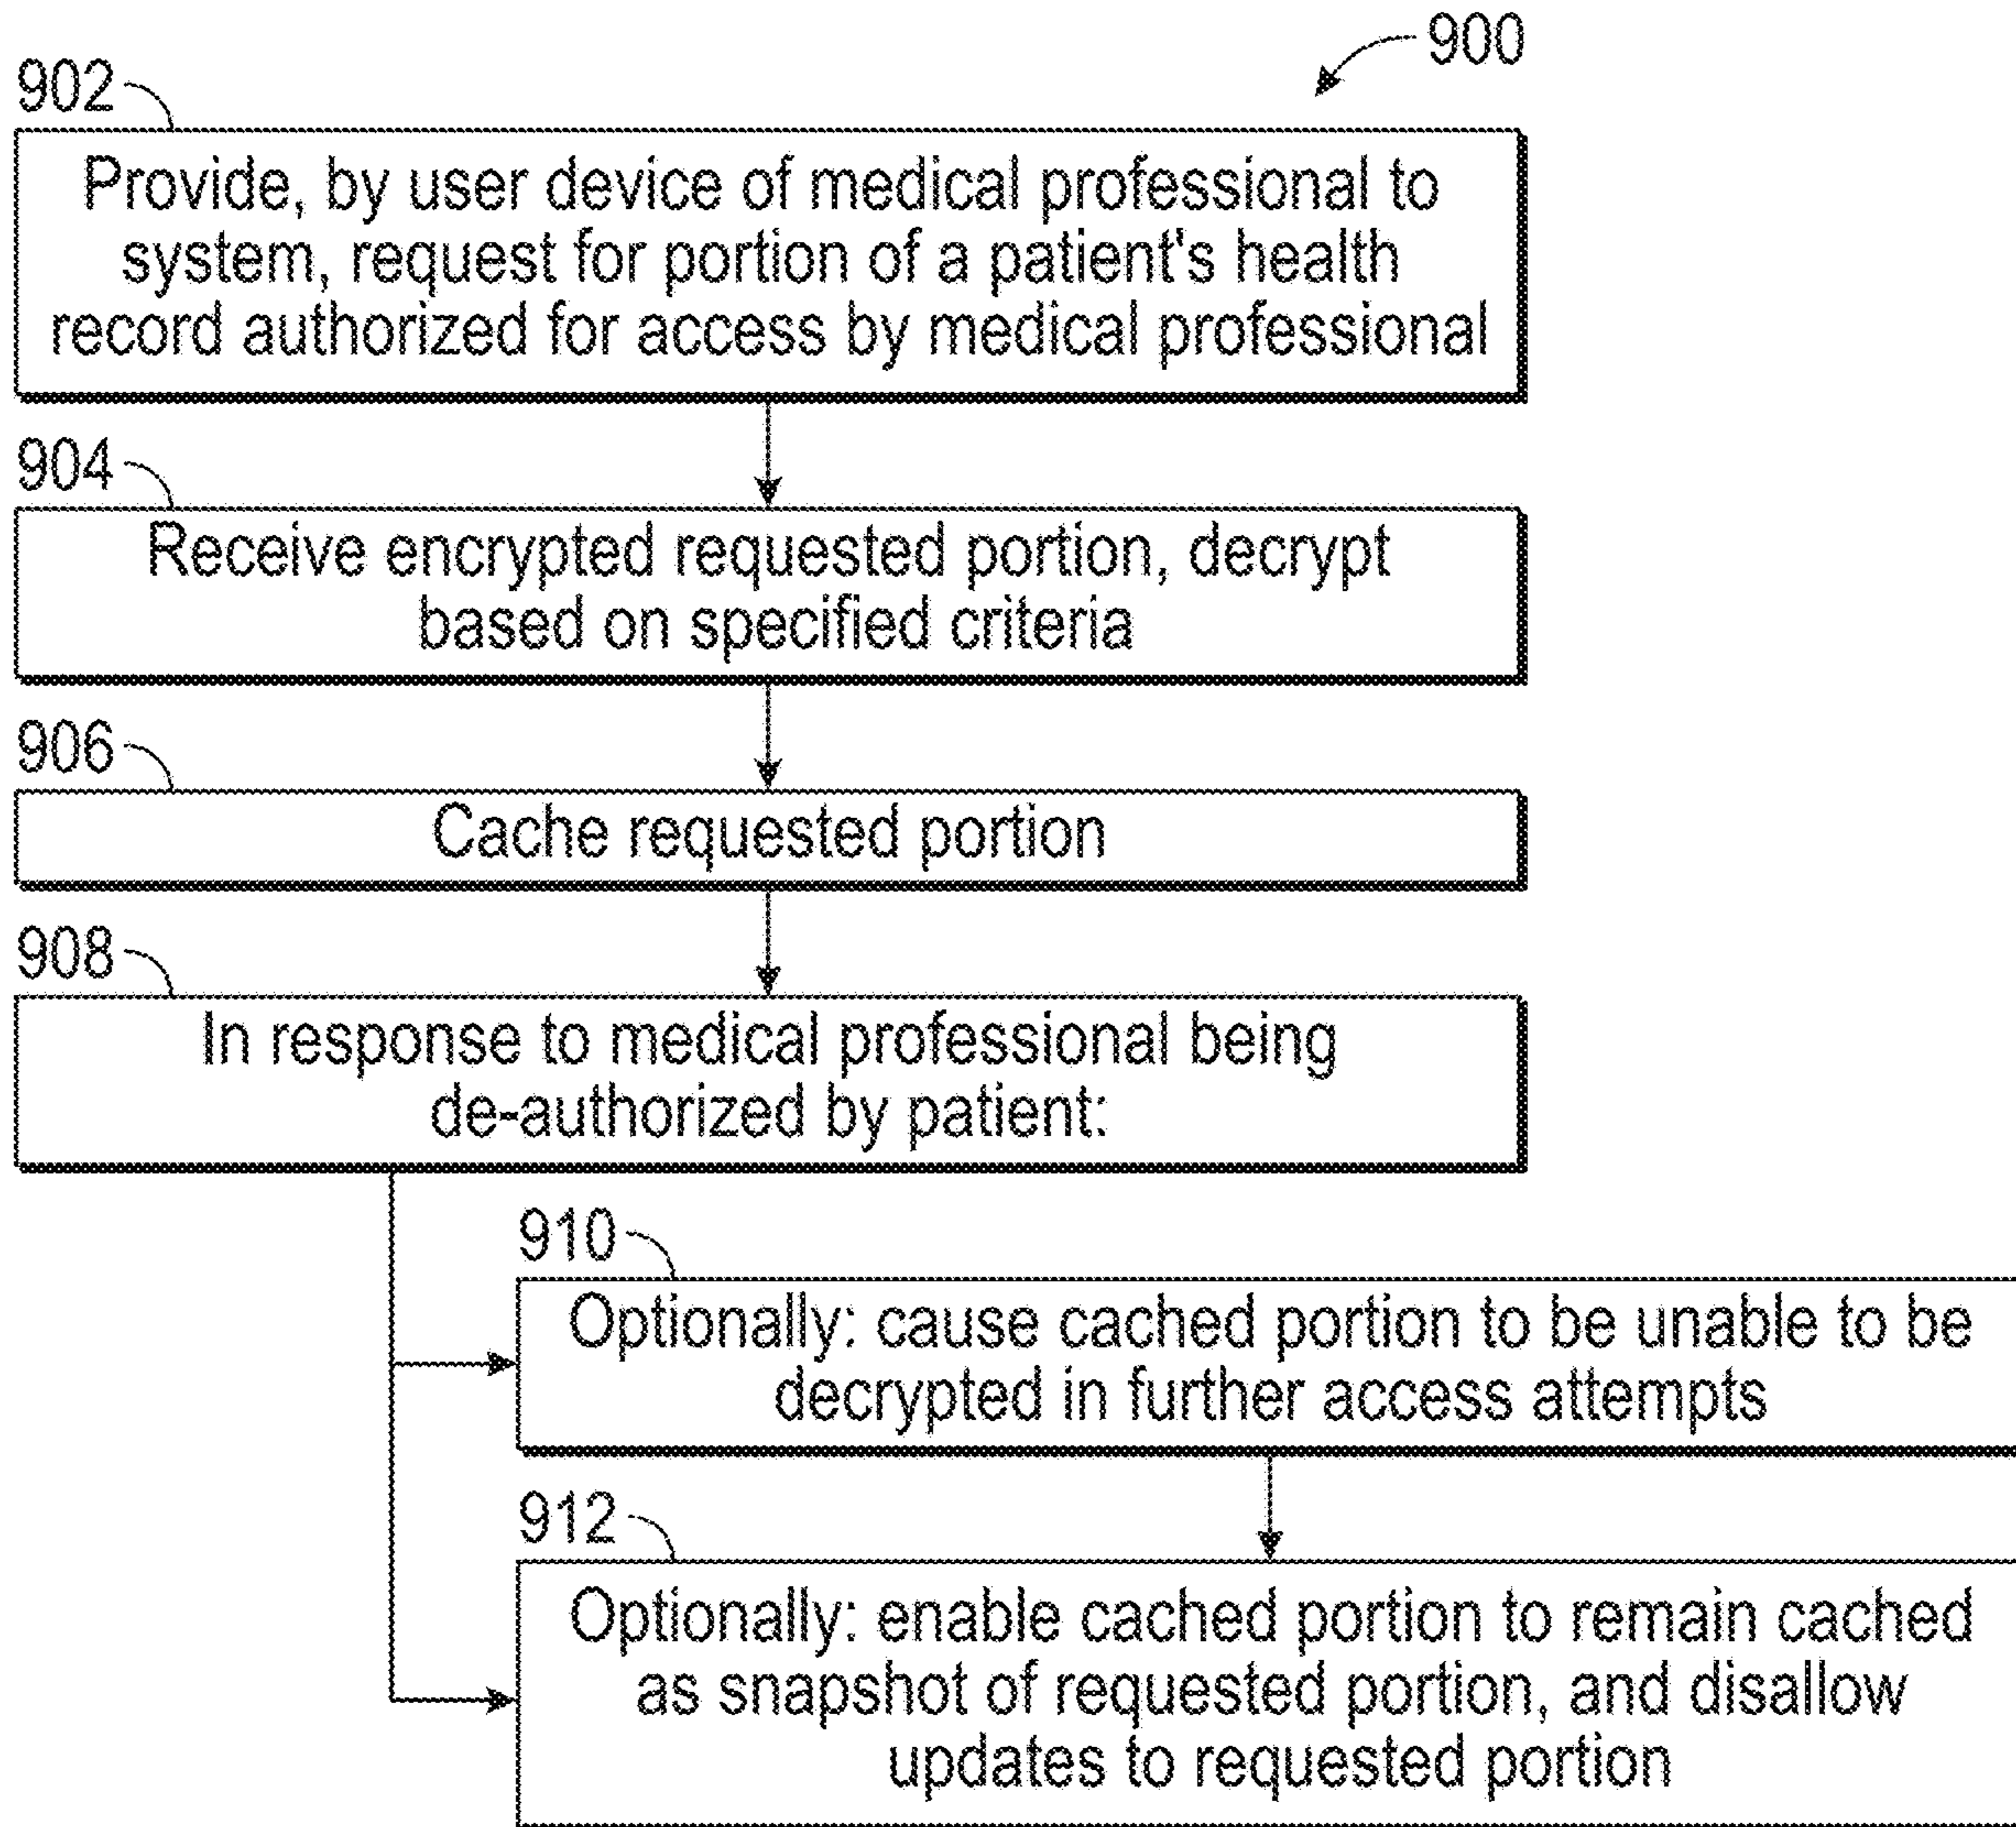 900
902
Provide, by user device of medical professional to
system, request for portion of a patient's health
record authorized for access by medical professional
904
Receive encrypted requested portion, decrypt
based on specified criteria
906
Cache requested portion
908
In response to medical professional being
de-authorized by patient:
910
Optionally: cause cached portion to be unable to be
decrypted in further access attempts
912
Optionally: enable cached portion to remain cached
as snapshot of requested portion, and disallow
updates to requested portion